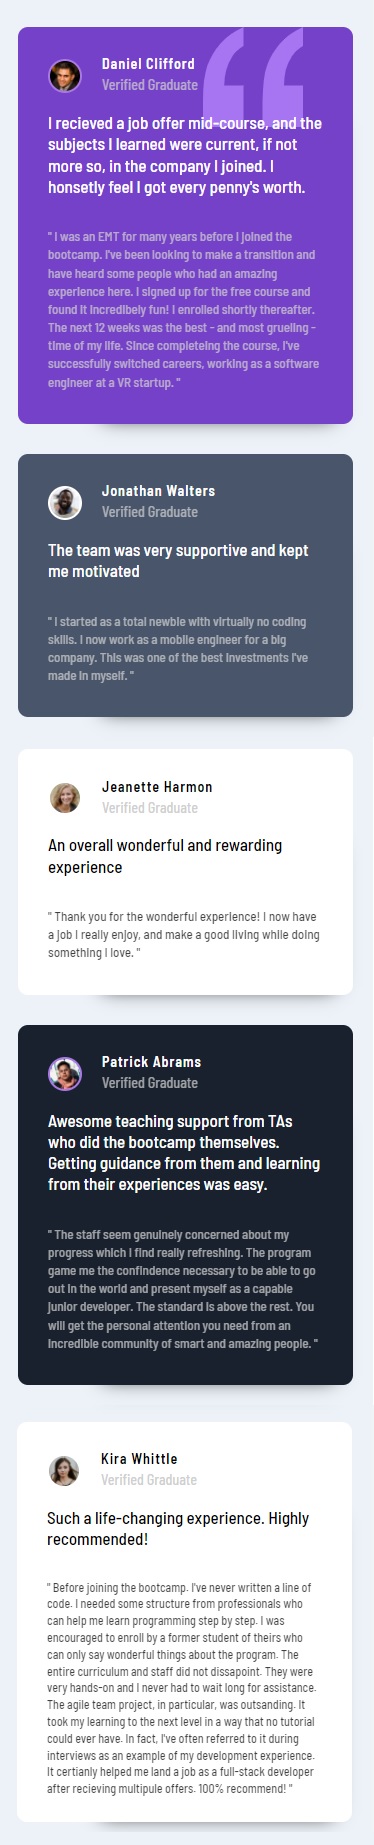 Daniel Clifford
Verified Graduate
I recieved a job offer mid-course, and the
subjects I learned were current, if not
more so, in the company I joined. I
honsetly feel I got every penny's worth.
" I was an EMT for many years before I joined the
bootcamp. I've been looking to make a transition and
have heard some people who had an amazing
experience here. I signed up for the free course and
found it incredibely fun! I enrolled shortly thereafter.
The next 12 weeks was the best - and most grueling -
time of my life. Since completeing the course, I've
successfully switched careers, working as a software
engineer at a VR startup. "
Jonathan Walters
Verified Graduate
The team was very supportive and kept
me motivated
" I started as a total newbie with virtually no coding
skills. I now work as a mobile engineer for a big
company. This was one of the best investments I've
made in myself. "
Jeanette Harmon
Verified Graduate
An overall wonderful and rewarding
experience
" Thank you for the wonderful experience! I now have
a job I really enjoy, and make a good living while doing
something I love. "
Patrick Abrams
Verified Graduate
Awesome teaching support from TAs
who did the bootcamp themselves.
Getting guidance from them and learning
from their experiences was easy.
" The staff seem genuinely concerned about my
progress which I find really refreshing. The program
game me the confindence necessary to be able to go
out in the world and present myself as a capable
junior developer. The standard is above the rest. You
will get the personal attention you need from an
incredible community of smart and amazing people. "
Kira Whittle
Verified Graduate
Such a life-changing experience. Highly
recommended!
" Before joining the bootcamp. I've never written a line of
code. I needed some structure from professionals who
can help me learn programming step by step. I was
encouraged to enroll by a former student of theirs who
can only say wonderful things about the program. The
entire curriculum and staff did not dissapoint. They were
very hands-on and I never had to wait long for assistance.
The agile team project, in particular, was outsanding. It
took my learning to the next level in a way that no tutorial
could ever have. In fact, I've often referred to it during
interviews as an example of my development experience.
It certianly helped me land a job as a full-stack developer
after recieving multipule offers. 100% recommend! "